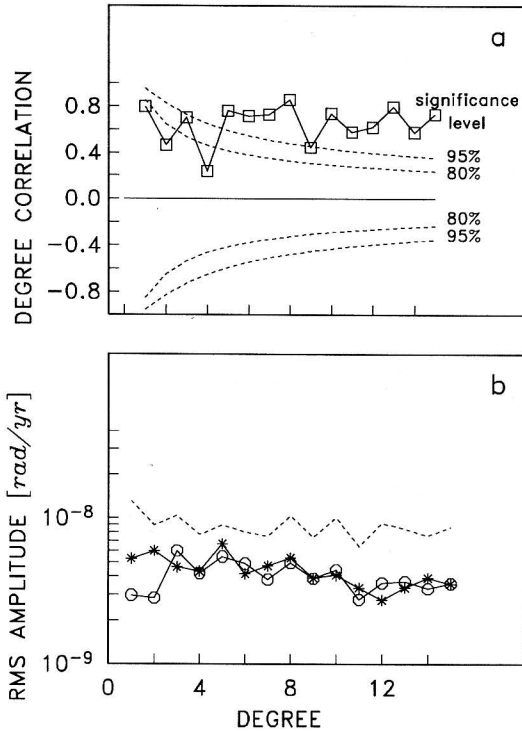 a
DEGREE CORRELATION
0.8
0.4
0.0
−0.4
−0.8
significance
level
95%
80%
80%
95%
b
RMS AMPLITUDE [rad/yr]
10⁻⁸
10⁻⁹
0 4 8 12
DEGREE